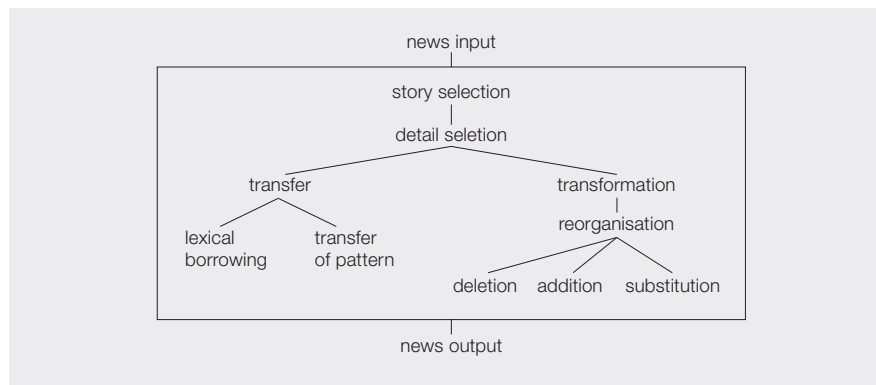 news input
story selection
detail seletion
transfer
transformation
lexical
borrowing
transfer
of pattern
reorganisation
deletion
addition
substitution
news output